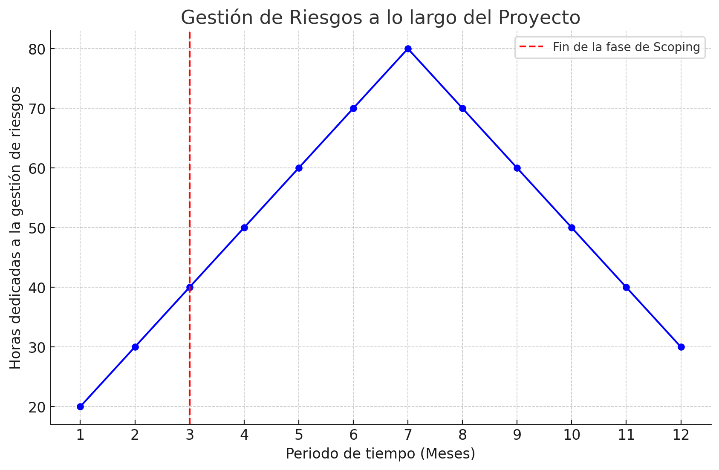 Gestión de Riesgos a lo largo del Proyecto
Fin de la fase de Scoping
Horas dedicadas a la gestión de riesgos
80
70
60
50
40
30
20
1 2 3 4 5 6 7 8 9 10 11 12
Periodo de tiempo (Meses)